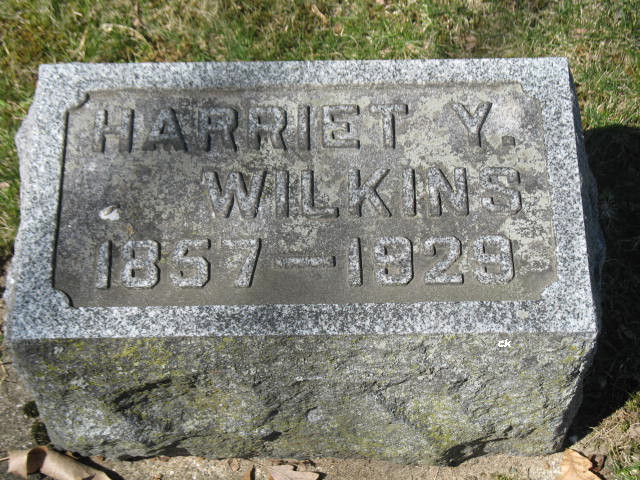 HARRIET Y.
WILKINS
1857–1929
ck